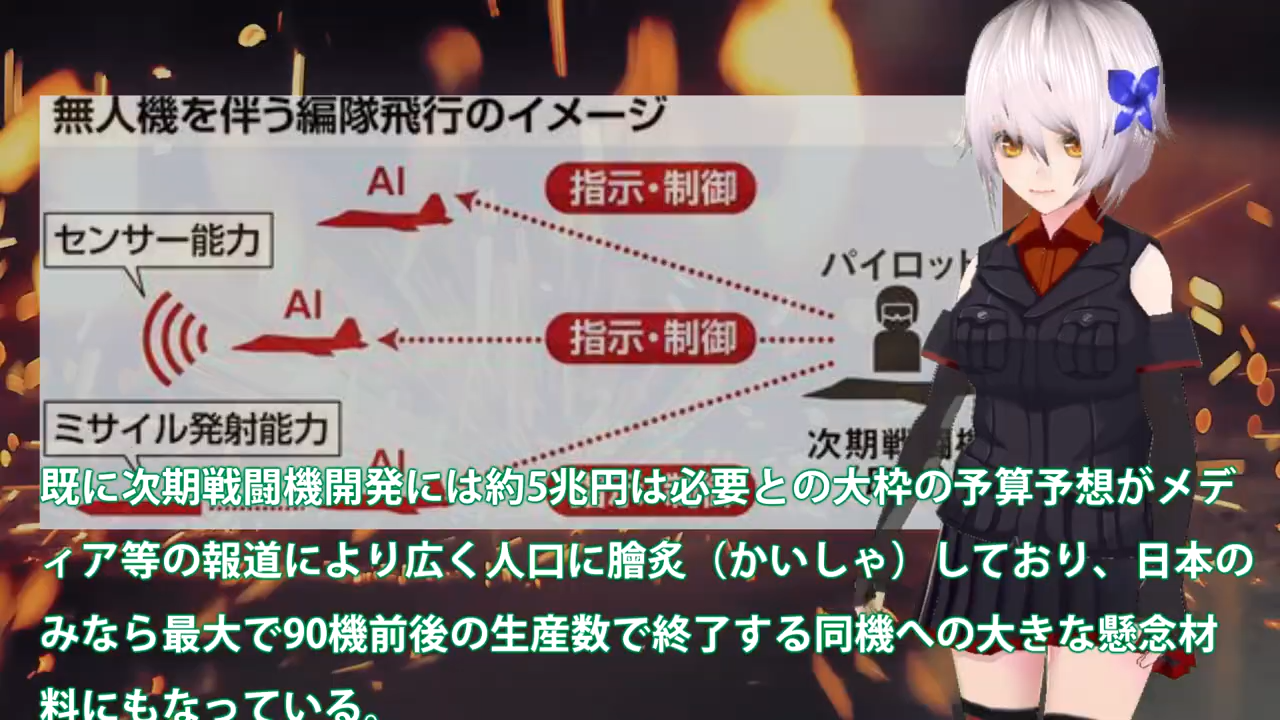 無人機を伴う編隊飛行のイメージ
AI
指示・制御
センサー能力
パイロット
AI
指示・制御
ミサイル発射能力
次期戦闘機
AI
既に次期戦闘機開発には約5兆円は必要との大枠の予算予想がメデ
ィア等の報道により広く人口に膾炙（かいしゃ）しており、日本の
みなら最大で90機前後の生産数で終了する同機への大きな懸念材
料にもなっている。